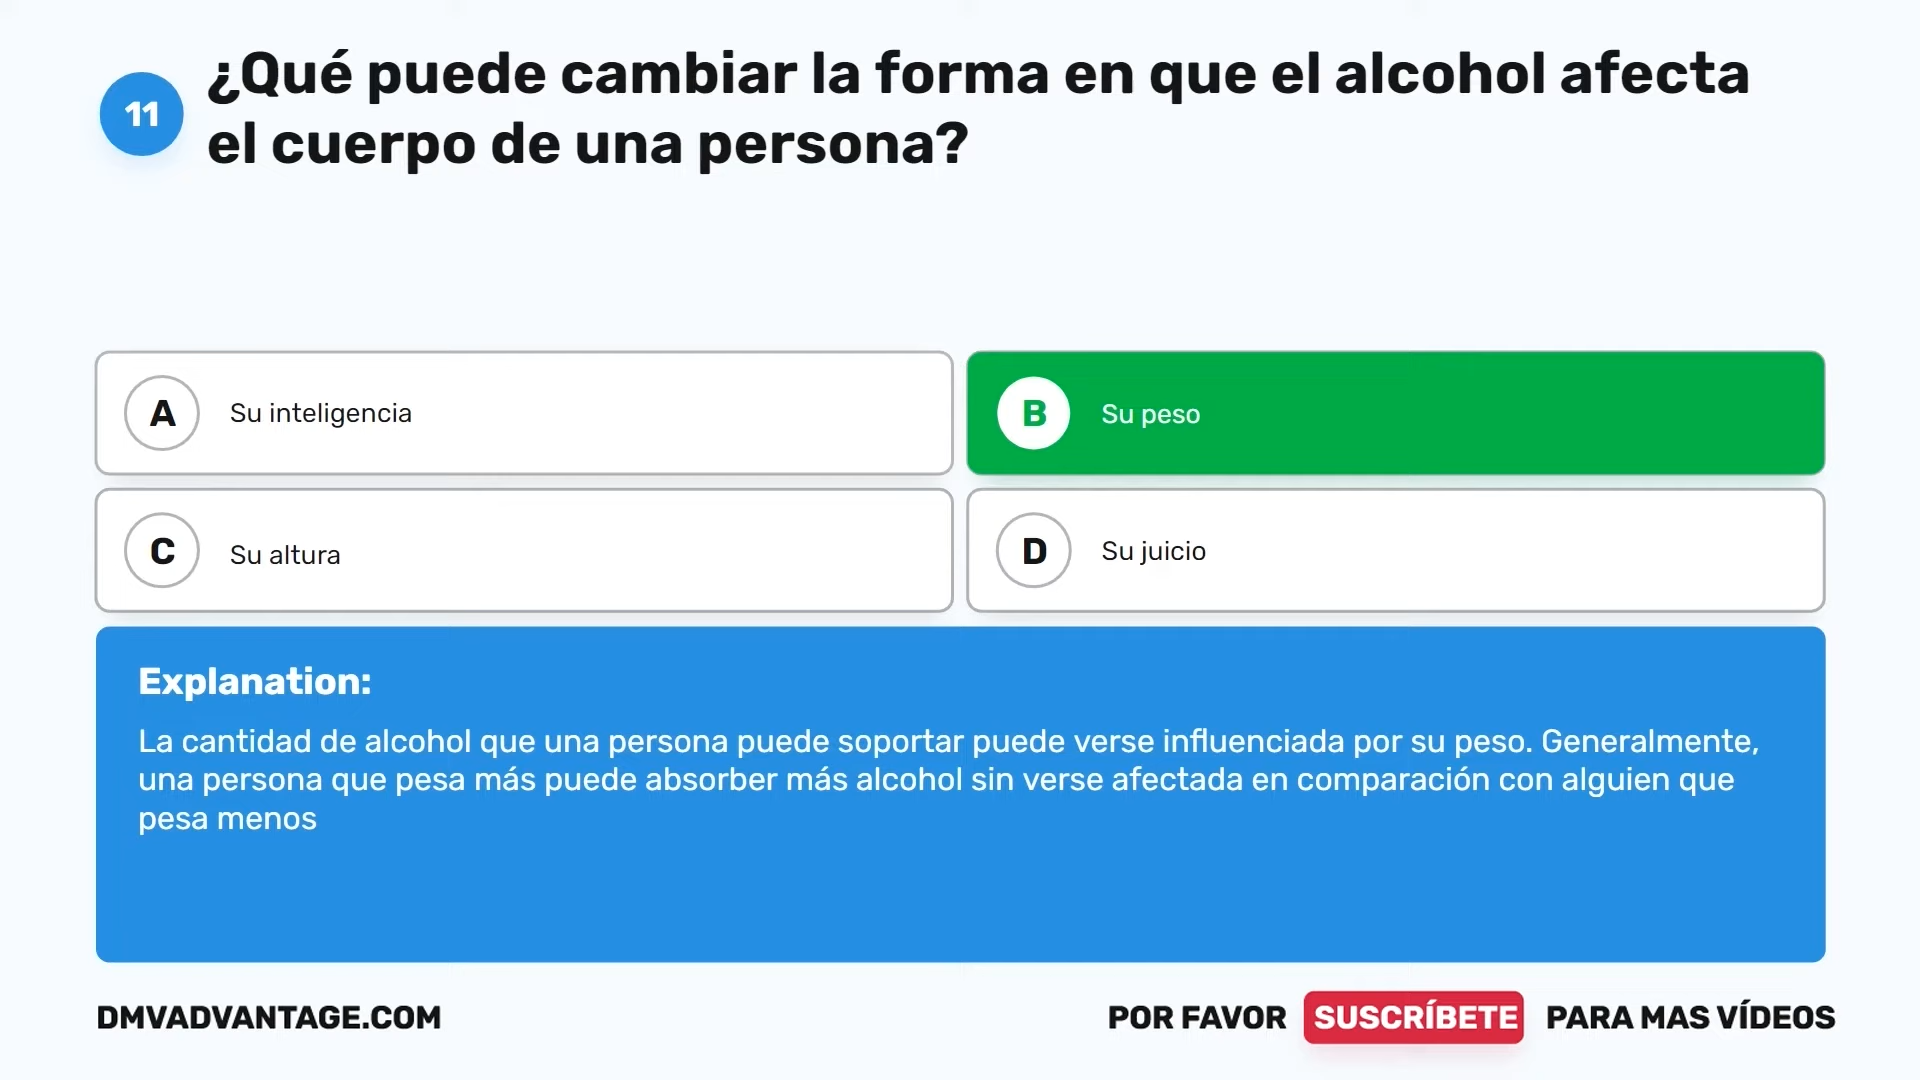 11
¿Qué puede cambiar la forma en que el alcohol afecta
el cuerpo de una persona?
A Su inteligencia
B Su peso
C Su altura
D Su juicio
Explanation:
La cantidad de alcohol que una persona puede soportar puede verse influenciada por su peso. Generalmente,
una persona que pesa más puede absorber más alcohol sin verse afectada en comparación con alguien que
pesa menos
DMVADVANTAGE.COM
POR FAVOR SUSCRÍBETE PARA MAS VÍDEOS